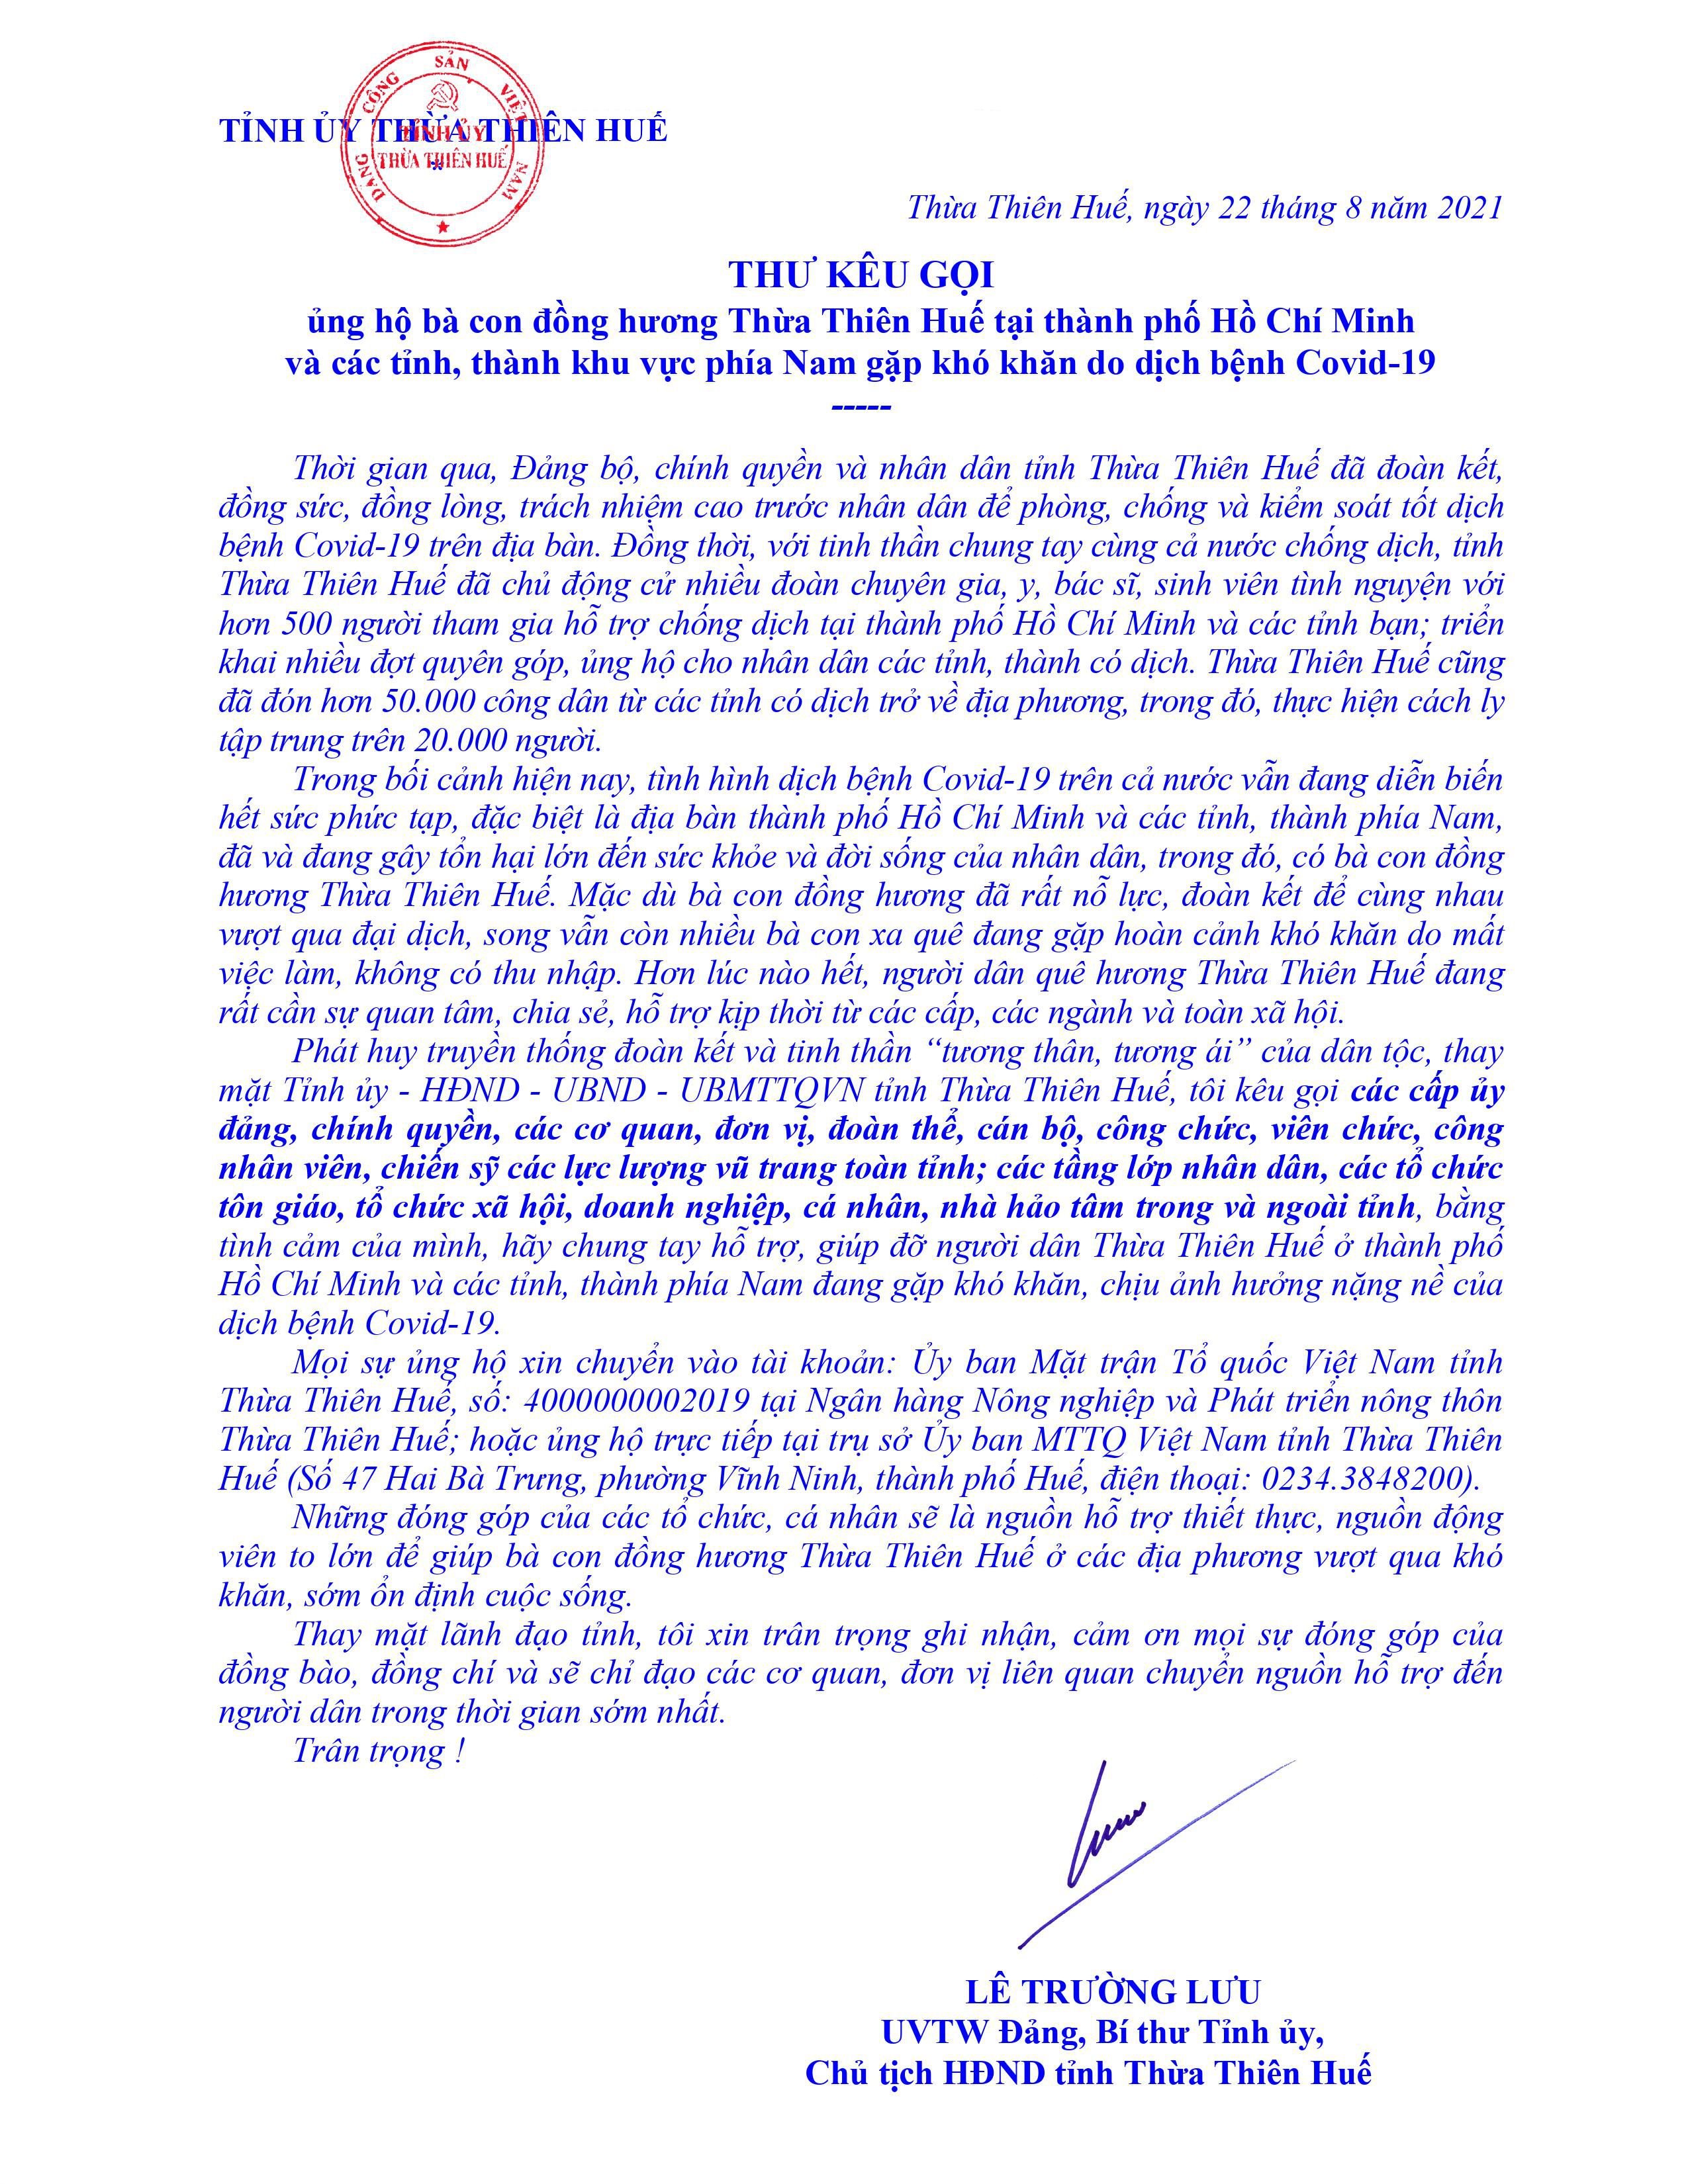 TỈNH ỦY THỪA THIÊN HUẾ
*
ĐẢNG CỘNG SẢN VIỆT NAM
TỈNH ỦY
THỪA THIÊN HUẾ
Thừa Thiên Huế, ngày 22 tháng 8 năm 2021
THƯ KÊU GỌI
ủng hộ bà con đồng hương Thừa Thiên Huế tại thành phố Hồ Chí Minh
và các tỉnh, thành khu vực phía Nam gặp khó khăn do dịch bệnh Covid-19
-----
Thời gian qua, Đảng bộ, chính quyền và nhân dân tỉnh Thừa Thiên Huế đã đoàn kết,
đồng sức, đồng lòng, trách nhiệm cao trước nhân dân để phòng, chống và kiểm soát tốt dịch
bệnh Covid-19 trên địa bàn. Đồng thời, với tinh thần chung tay cùng cả nước chống dịch, tỉnh
Thừa Thiên Huế đã chủ động cử nhiều đoàn chuyên gia, y, bác sĩ, sinh viên tình nguyện với
hơn 500 người tham gia hỗ trợ chống dịch tại thành phố Hồ Chí Minh và các tỉnh bạn; triển
khai nhiều đợt quyên góp, ủng hộ cho nhân dân các tỉnh, thành có dịch. Thừa Thiên Huế cũng
đã đón hơn 50.000 công dân từ các tỉnh có dịch trở về địa phương, trong đó, thực hiện cách ly
tập trung trên 20.000 người.
Trong bối cảnh hiện nay, tình hình dịch bệnh Covid-19 trên cả nước vẫn đang diễn biến
hết sức phức tạp, đặc biệt là địa bàn thành phố Hồ Chí Minh và các tỉnh, thành phía Nam,
đã và đang gây tổn hại lớn đến sức khỏe và đời sống của nhân dân, trong đó, có bà con đồng
hương Thừa Thiên Huế. Mặc dù bà con đồng hương đã rất nỗ lực, đoàn kết để cùng nhau
vượt qua đại dịch, song vẫn còn nhiều bà con xa quê đang gặp hoàn cảnh khó khăn do mất
việc làm, không có thu nhập. Hơn lúc nào hết, người dân quê hương Thừa Thiên Huế đang
rất cần sự quan tâm, chia sẻ, hỗ trợ kịp thời từ các cấp, các ngành và toàn xã hội.
Phát huy truyền thống đoàn kết và tinh thần “tương thân, tương ái” của dân tộc, thay
mặt Tỉnh ủy - HĐND - UBND - UBMTTQVN tỉnh Thừa Thiên Huế, tôi kêu gọi các cấp ủy
đảng, chính quyền, các cơ quan, đơn vị, đoàn thể, cán bộ, công chức, viên chức, công
nhân viên, chiến sỹ các lực lượng vũ trang toàn tỉnh; các tầng lớp nhân dân, các tổ chức
tôn giáo, tổ chức xã hội, doanh nghiệp, cá nhân, nhà hảo tâm trong và ngoài tỉnh, bằng
tình cảm của mình, hãy chung tay hỗ trợ, giúp đỡ người dân Thừa Thiên Huế ở thành phố
Hồ Chí Minh và các tỉnh, thành phía Nam đang gặp khó khăn, chịu ảnh hưởng nặng nề của
dịch bệnh Covid-19.
Mọi sự ủng hộ xin chuyển vào tài khoản: Ủy ban Mặt trận Tổ quốc Việt Nam tỉnh
Thừa Thiên Huế, số: 4000000002019 tại Ngân hàng Nông nghiệp và Phát triển nông thôn
Thừa Thiên Huế; hoặc ủng hộ trực tiếp tại trụ sở Ủy ban MTTQ Việt Nam tỉnh Thừa Thiên
Huế (Số 47 Hai Bà Trưng, phường Vĩnh Ninh, thành phố Huế, điện thoại: 0234.3848200).
Những đóng góp của các tổ chức, cá nhân sẽ là nguồn hỗ trợ thiết thực, nguồn động
viên to lớn để giúp bà con đồng hương Thừa Thiên Huế ở các địa phương vượt qua khó
khăn, sớm ổn định cuộc sống.
Thay mặt lãnh đạo tỉnh, tôi xin trân trọng ghi nhận, cảm ơn mọi sự đóng góp của
đồng bào, đồng chí và sẽ chỉ đạo các cơ quan, đơn vị liên quan chuyển nguồn hỗ trợ đến
người dân trong thời gian sớm nhất.
Trân trọng !
LÊ TRƯỜNG LƯU
UVTW Đảng, Bí thư Tỉnh ủy,
Chủ tịch HĐND tỉnh Thừa Thiên Huế